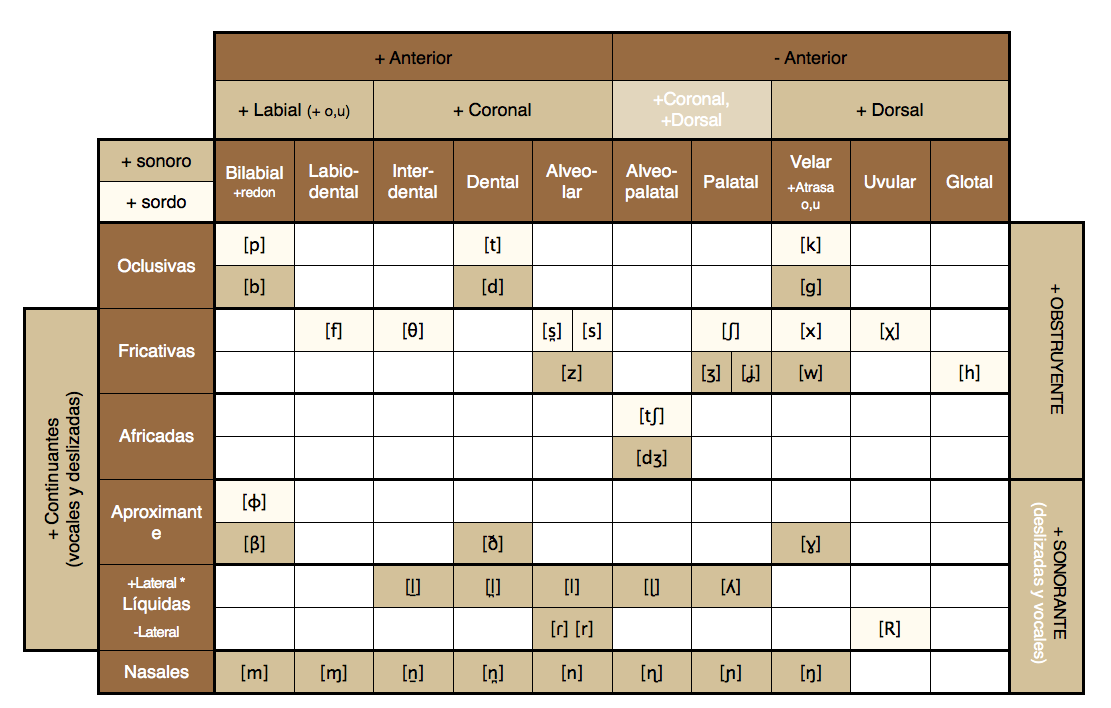 + Anterior
- Anterior
+ Labial (+ o,u)
+ Coronal
+Coronal,
+Dorsal
+ Dorsal
+ sonoro
+ sordo
Bilabial
+redon
Labio-
dental
Inter-
dental
Dental
Alveo-
lar
Alveo-
palatal
Palatal
Velar
+Atrasa
o,u
Uvular
Glotal
Oclusivas
[p] [t] [k]
[b] [d] [g]
Fricativas
[f] [θ] [s̪] [s] [ʃ] [x] [χ]
[z] [ʒ] [ʝ] [w] [h]
Africadas
[tʃ]
[dʒ]
Aproximant
e
[ɸ]
[β] [ð] [ɣ]
+Lateral *
Líquidas
-Lateral
[l̟] [l̪] [l] [ɭ] [ʎ]
[ɾ] [r] [R]
Nasales
[m] [ɱ] [n̟] [n̪] [n] [ɳ] [ɲ] [ŋ]
+ Continuantes
(vocales y deslizadas)
+ OBSTRUYENTE
+ SONORANTE
(deslizadas y vocales)